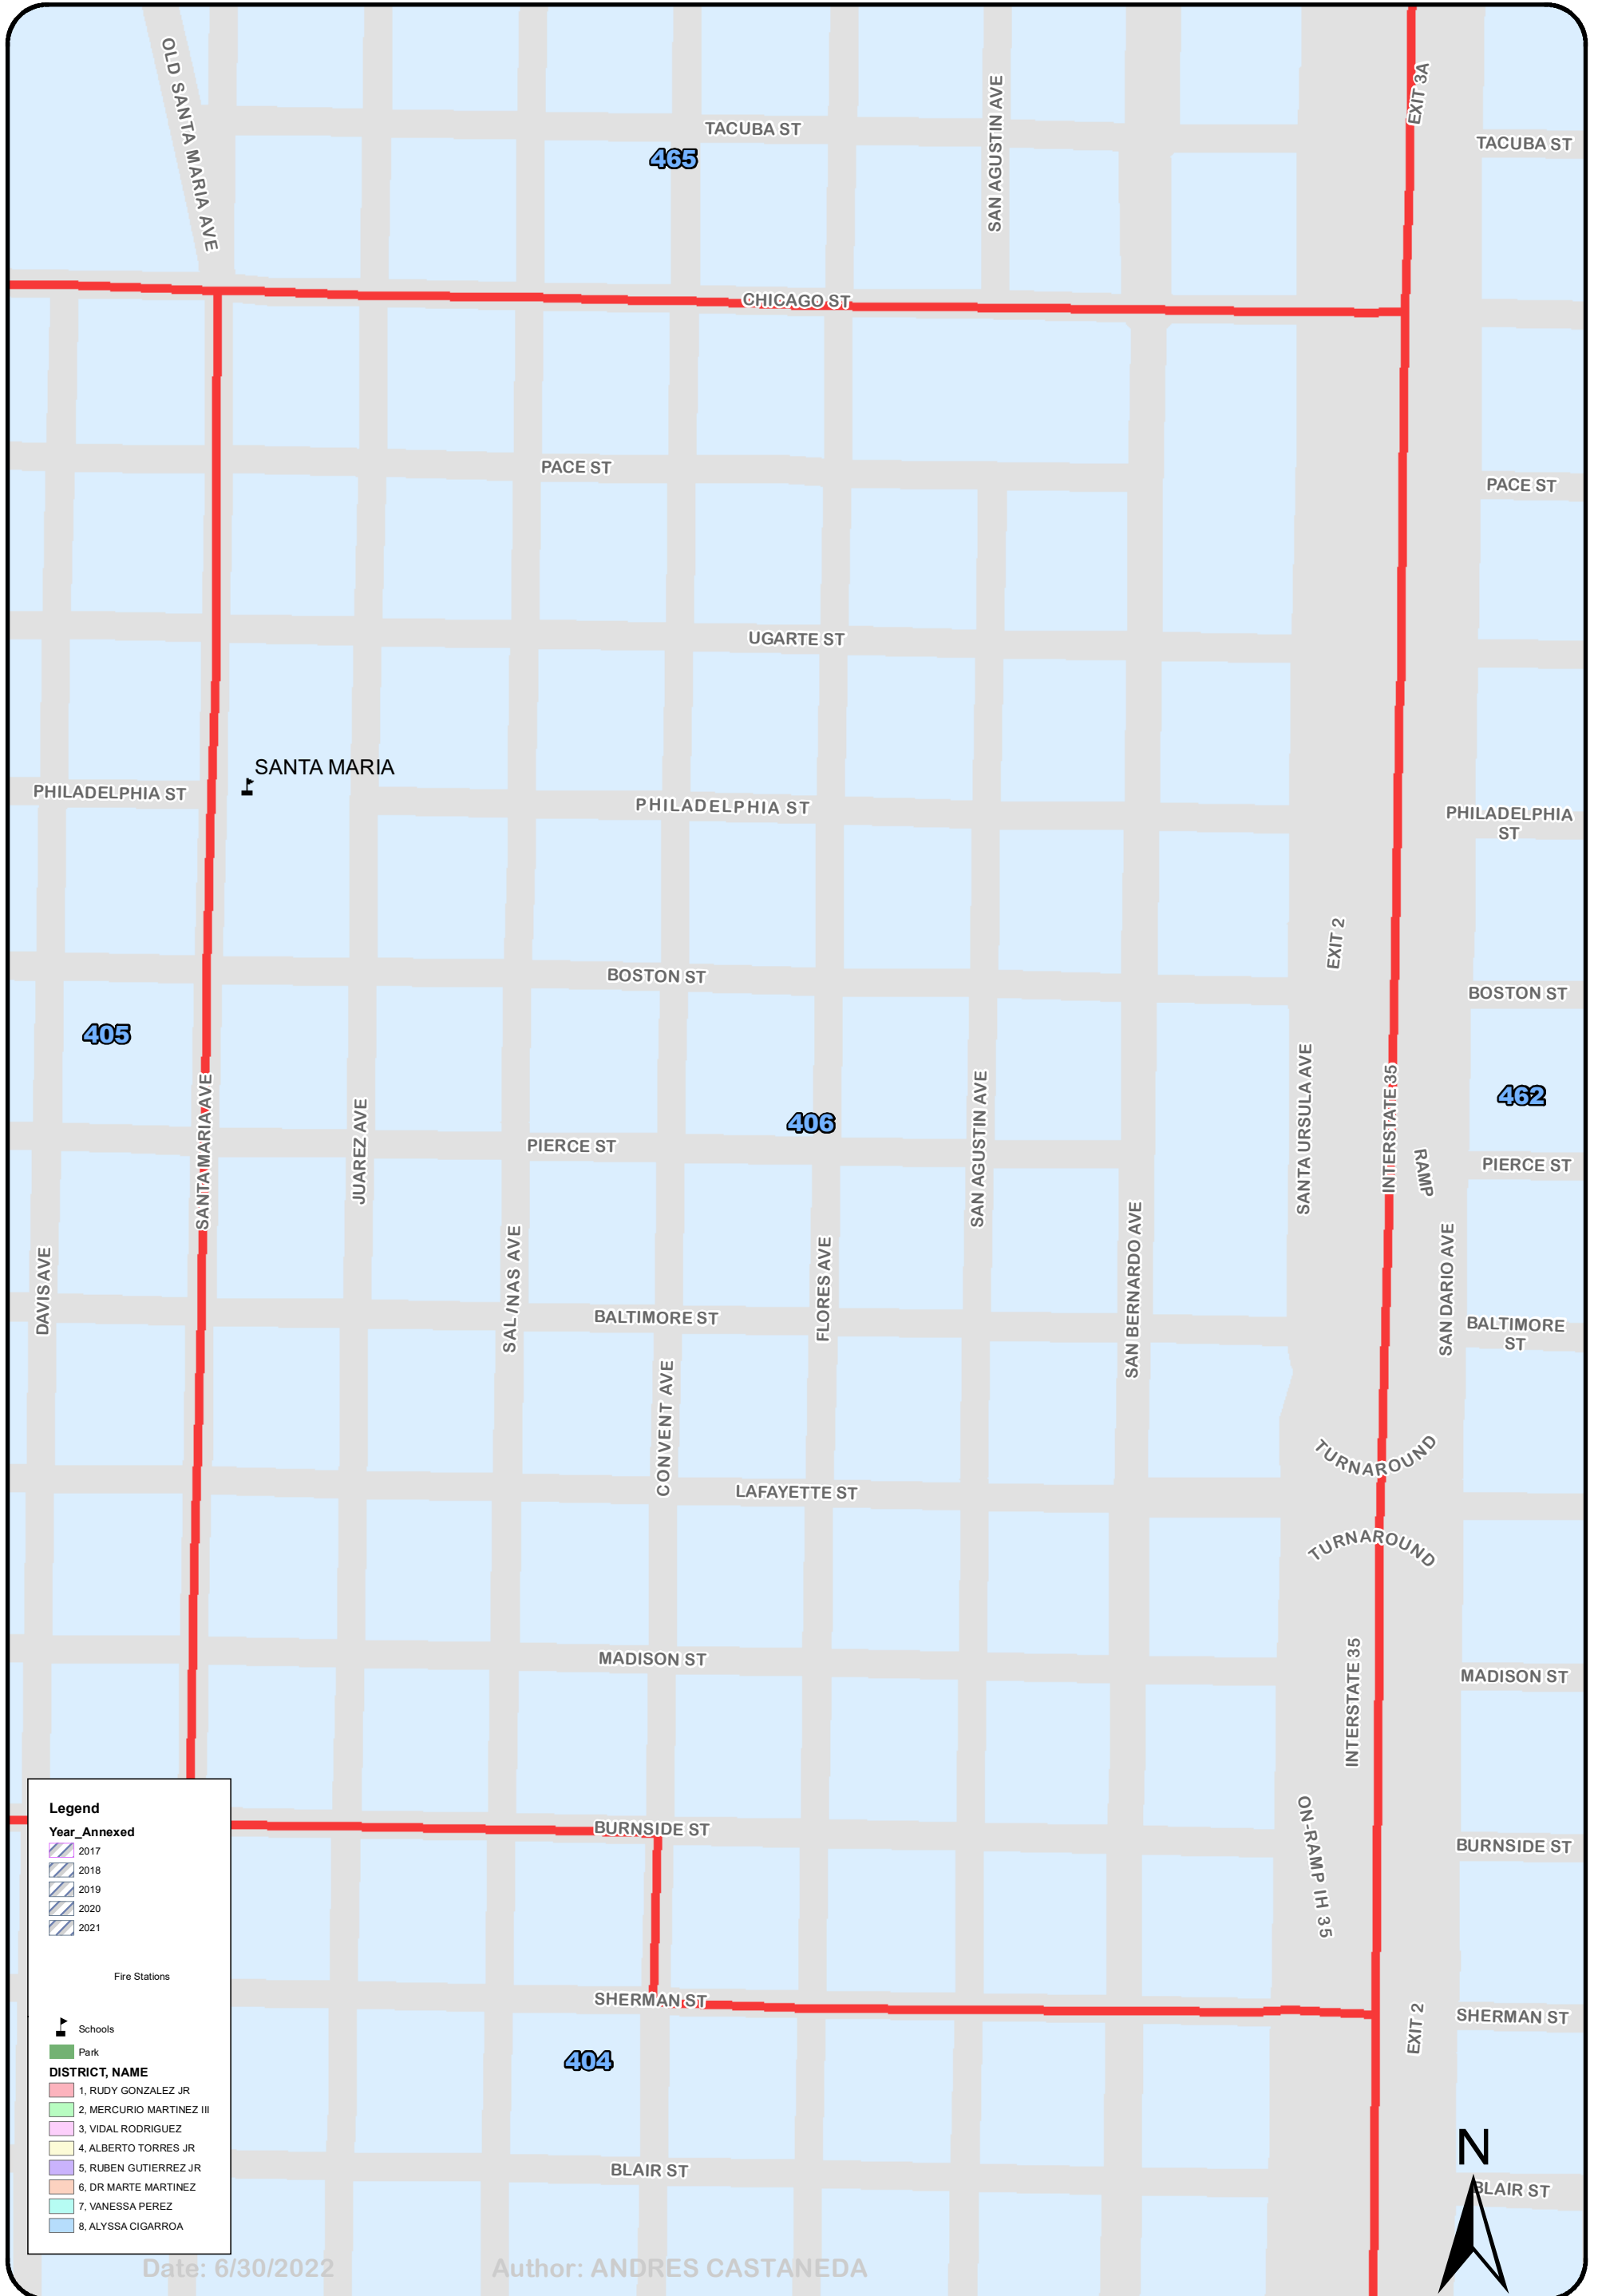 OLD SANTA MARIA AVE
EXIT 3A
SAN AGUSTIN AVE
TACUBA ST
TACUBA ST
465
CHICAGO ST
PACE ST
PACE ST
UGARTE ST
SANTA MARIA
PHILADELPHIA ST
PHILADELPHIA ST
PHILADELPHIA
ST
EXIT 2
BOSTON ST
BOSTON ST
405
SANTA MARIA AVE
JUAREZ AVE
406
SAN AGUSTIN AVE
SANTA URSULA AVE
INTERSTATE 35
462
PIERCE ST
RAMP
PIERCE ST
DAVIS AVE
SAL /NAS AVE
FLORES AVE
SAN BERNARDO AVE
SAN DARIO AVE
BALTIMORE ST
BALTIMORE
ST
CONVENT AVE
TURNAROUND
LAFAYETTE ST
TURNAROUND
MADISON ST
INTERSTATE 35
MADISON ST
BURNSIDE ST
ON-RAMP IH 35
BURNSIDE ST
SHERMAN ST
EXIT 2
SHERMAN ST
404
BLAIR ST
N
BLAIR ST
Legend
Year_Annexed
2017
2018
2019
2020
2021
Fire Stations
Schools
Park
DISTRICT, NAME
1, RUDY GONZALEZ JR
2, MERCURIO MARTINEZ III
3, VIDAL RODRIGUEZ
4, ALBERTO TORRES JR
5, RUBEN GUTIERREZ JR
6, DR MARTE MARTINEZ
7, VANESSA PEREZ
8, ALYSSA CIGARROA
Date: 6/30/2022
Author: ANDRES CASTANEDA